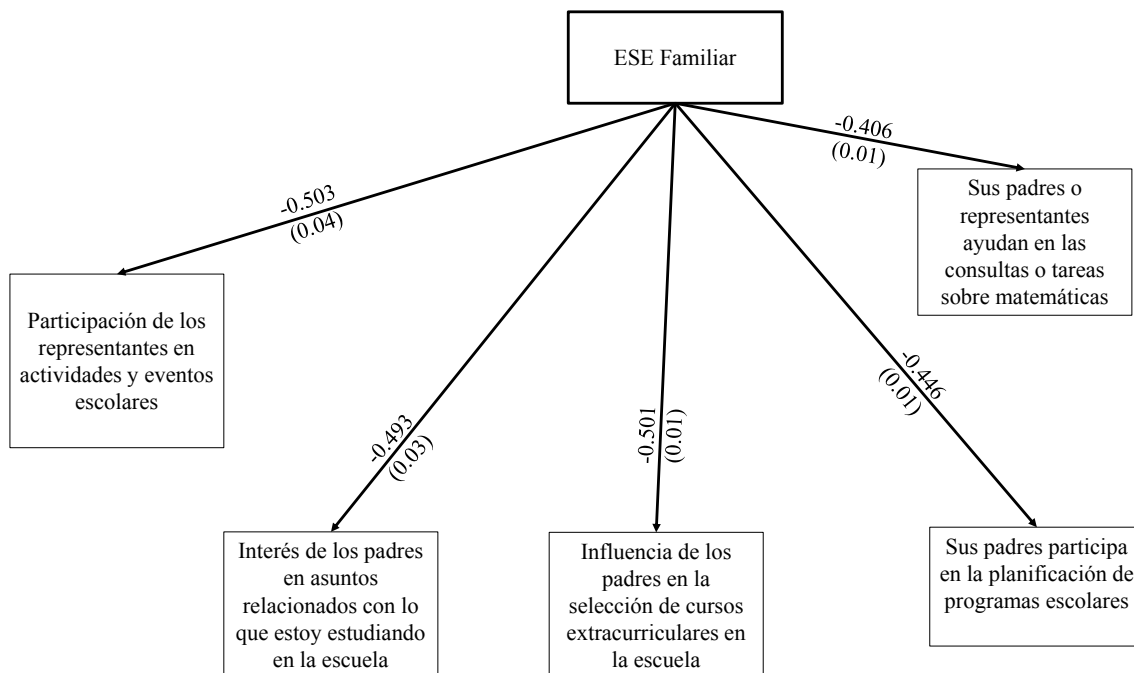 ESE Familiar
-0.406
(0.01)
Sus padres o
representantes
ayudan en las
consultas o tareas
sobre matemáticas
-0.503
(0.04)
Participación de los
representantes en
actividades y eventos
escolares
-0.493
(0.03)
-0.501
(0.01)
-0.446
(0.01)
Interés de los padres
en asuntos
relacionados con lo
que estoy estudiando
en la escuela
Influencia de los
padres en la
selección de cursos
extracurriculares en
la escuela
Sus padres participa
en la planificación de
programas escolares